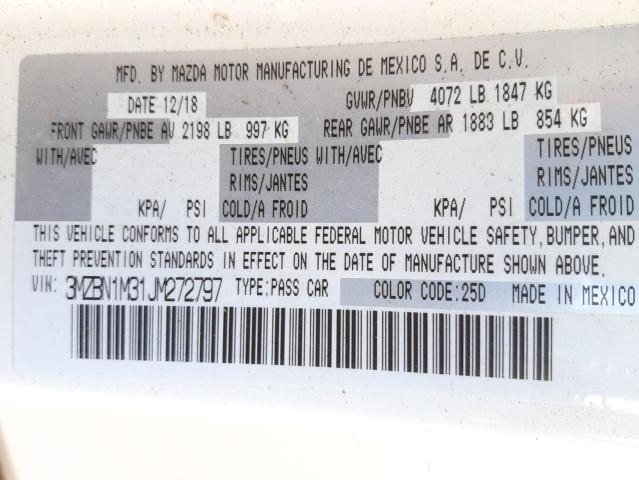 MFD. BY MAZDA MOTOR MANUFACTURING DE MEXICO S.A. DE C.V.
DATE 12/18 GVWR/PNBV 4072 LB 1847 KG
FRONT GAWR/PNBE AV 2198 LB 997 KG REAR GAWR/PNBE AR 1883 LB 854 KG
WITH/AVEC TIRES/PNEUS WITH/AVEC TIRES/PNEUS
RIMS/JANTES RIMS/JANTES
KPA/ PSI COLD/A FROID KPA/ PSI COLD/A FROID
THIS VEHICLE CONFORMS TO ALL APPLICABLE FEDERAL MOTOR VEHICLE SAFETY, BUMPER, AND
THEFT PREVENTION STANDARDS IN EFFECT ON THE DATE OF MANUFACTURE SHOWN ABOVE.
VIN: 3MZBN1M31JM272797 TYPE:PASS CAR COLOR CODE:25D MADE IN MEXICO